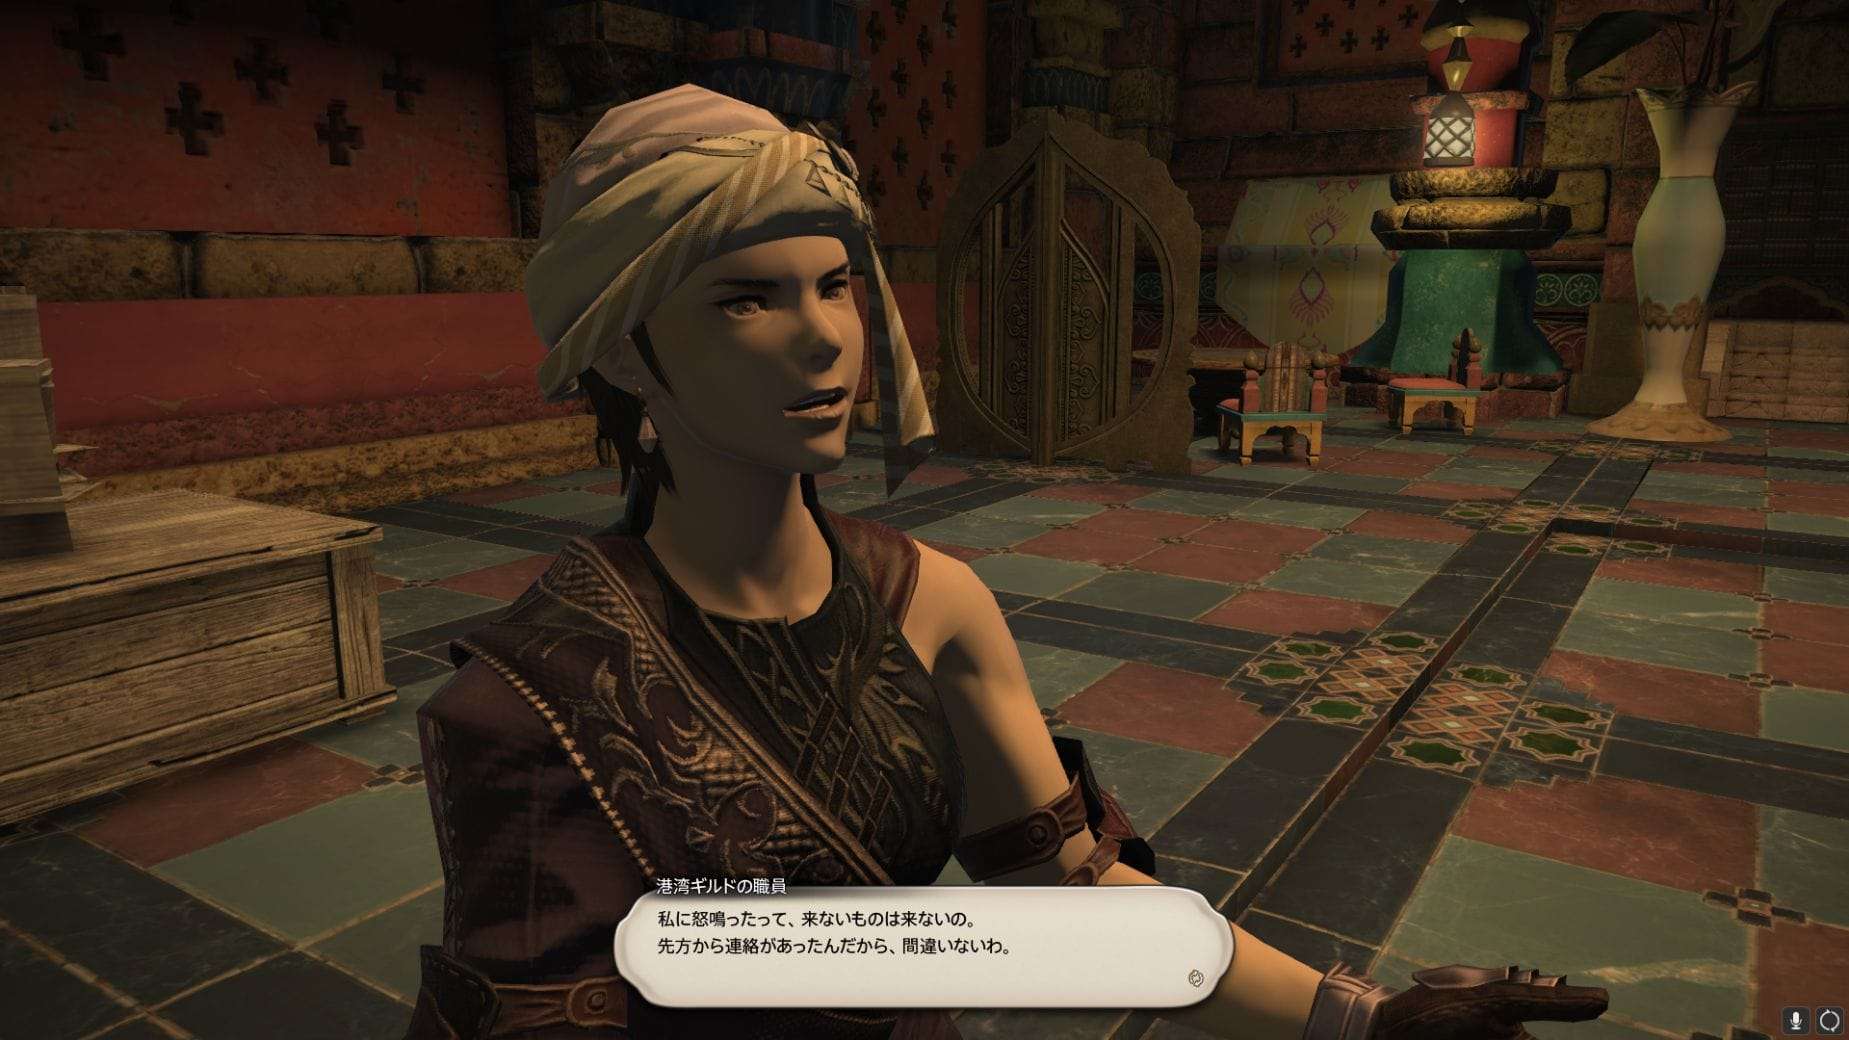 港湾ギルドの職員
私に怒鳴ったって、来ないものは来ないの。
先方から連絡があったんだから、間違いないわ。